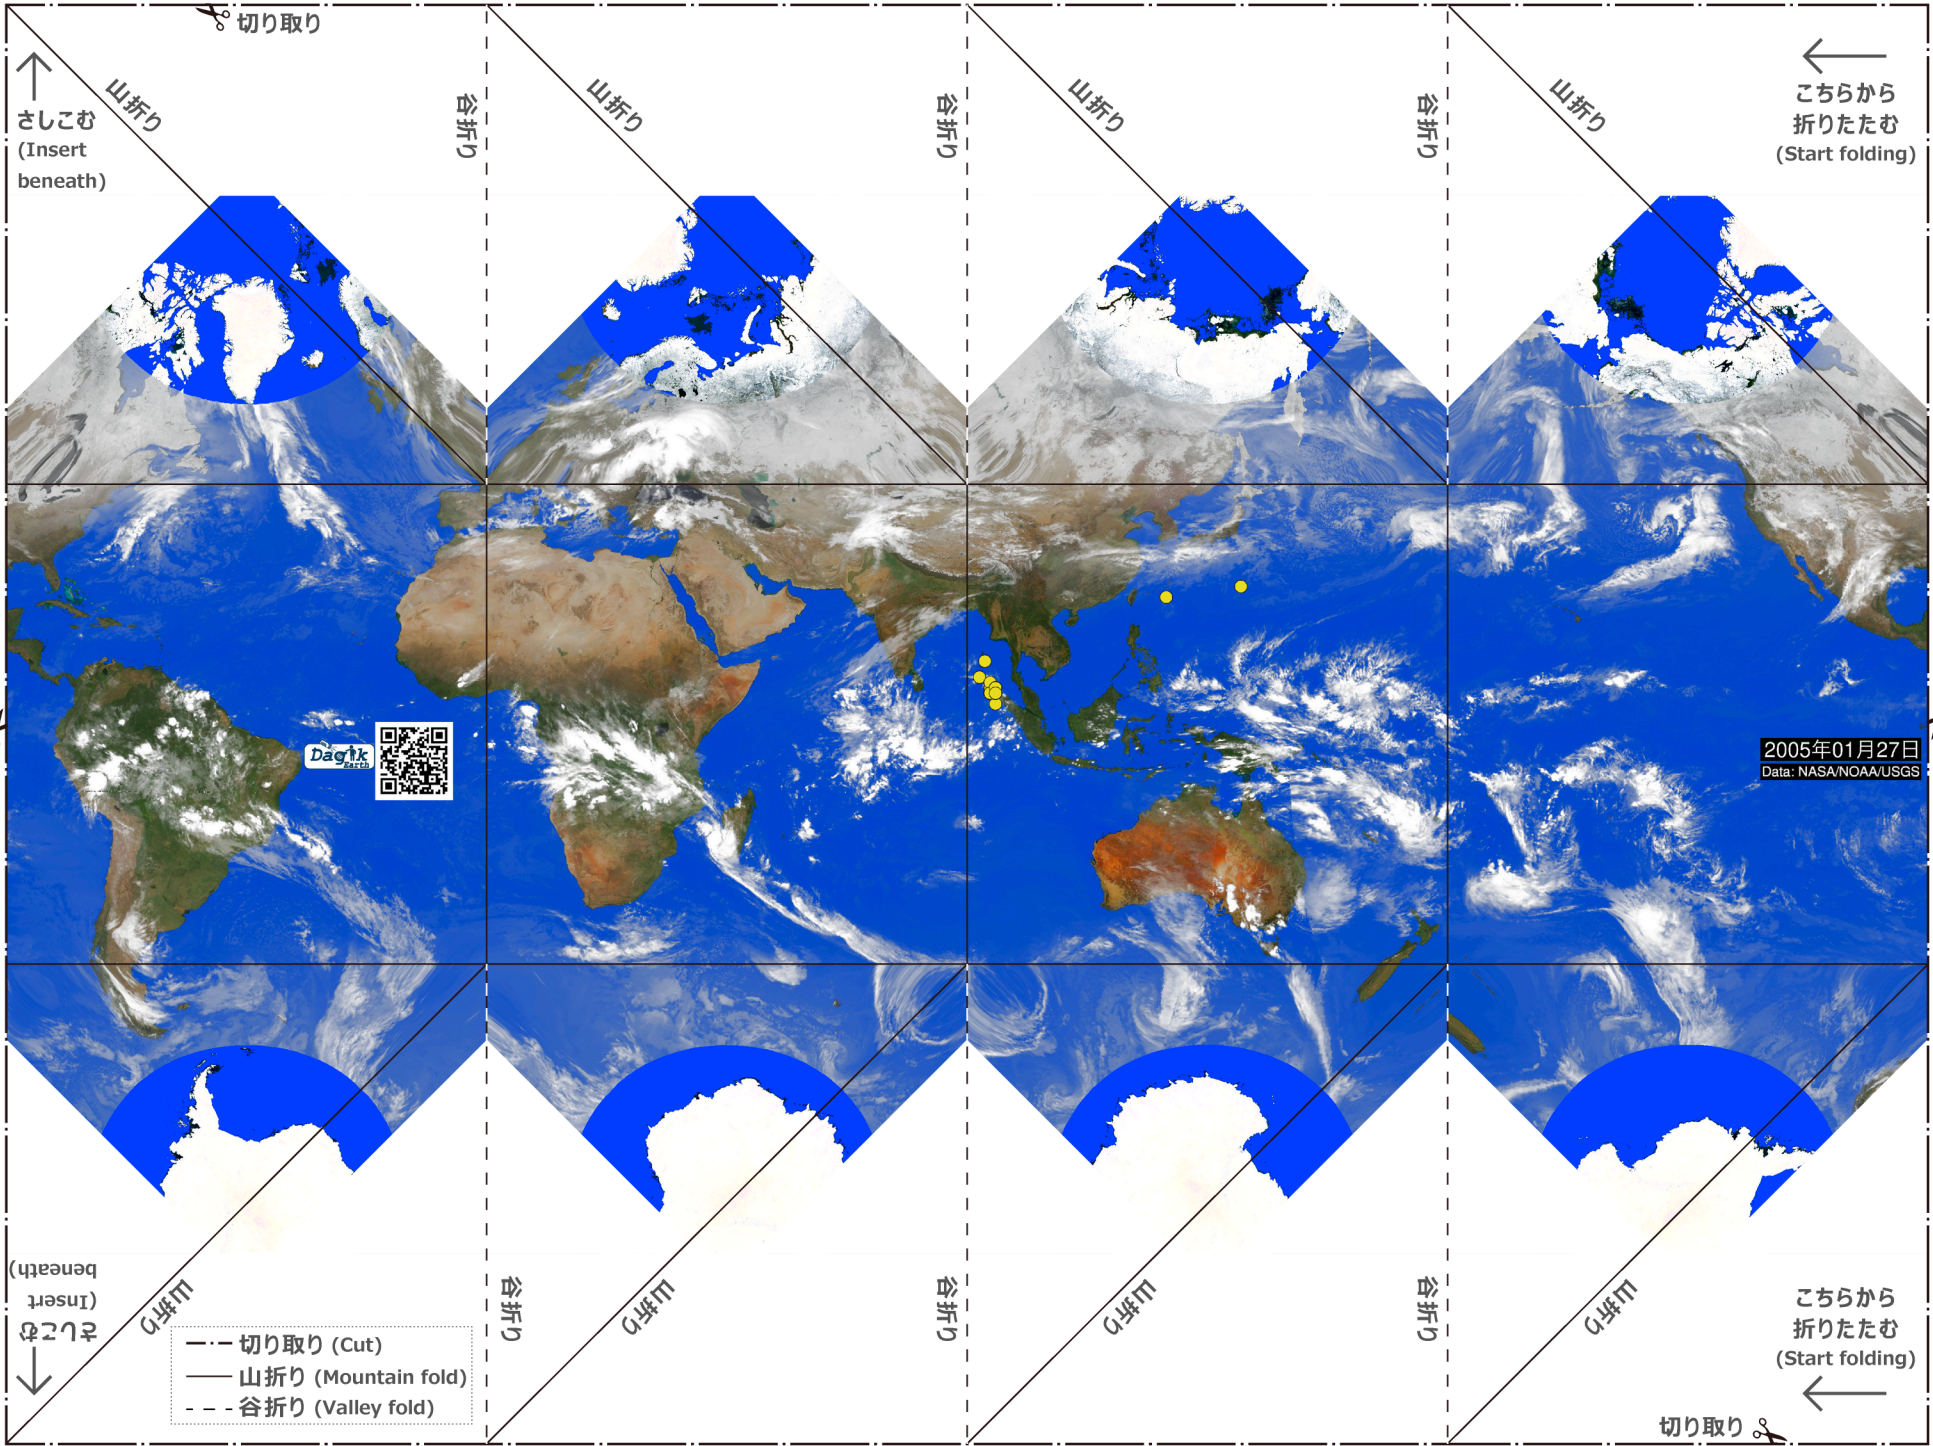 切り取り
山折り
谷折り
山折り
谷折り
山折り
谷折り
山折り
さしこむ
(Insert
beneath)
こちらから
折りたたむ
(Start folding)
Dagik
Earth
2005年01月27日
Data: NASA/NOAA/USGS
さしこむ
(Insert
beneath)
山折り
谷折り
山折り
谷折り
山折り
谷折り
山折り
切り取り (Cut)
山折り (Mountain fold)
谷折り (Valley fold)
こちらから
折りたたむ
(Start folding)
切り取り